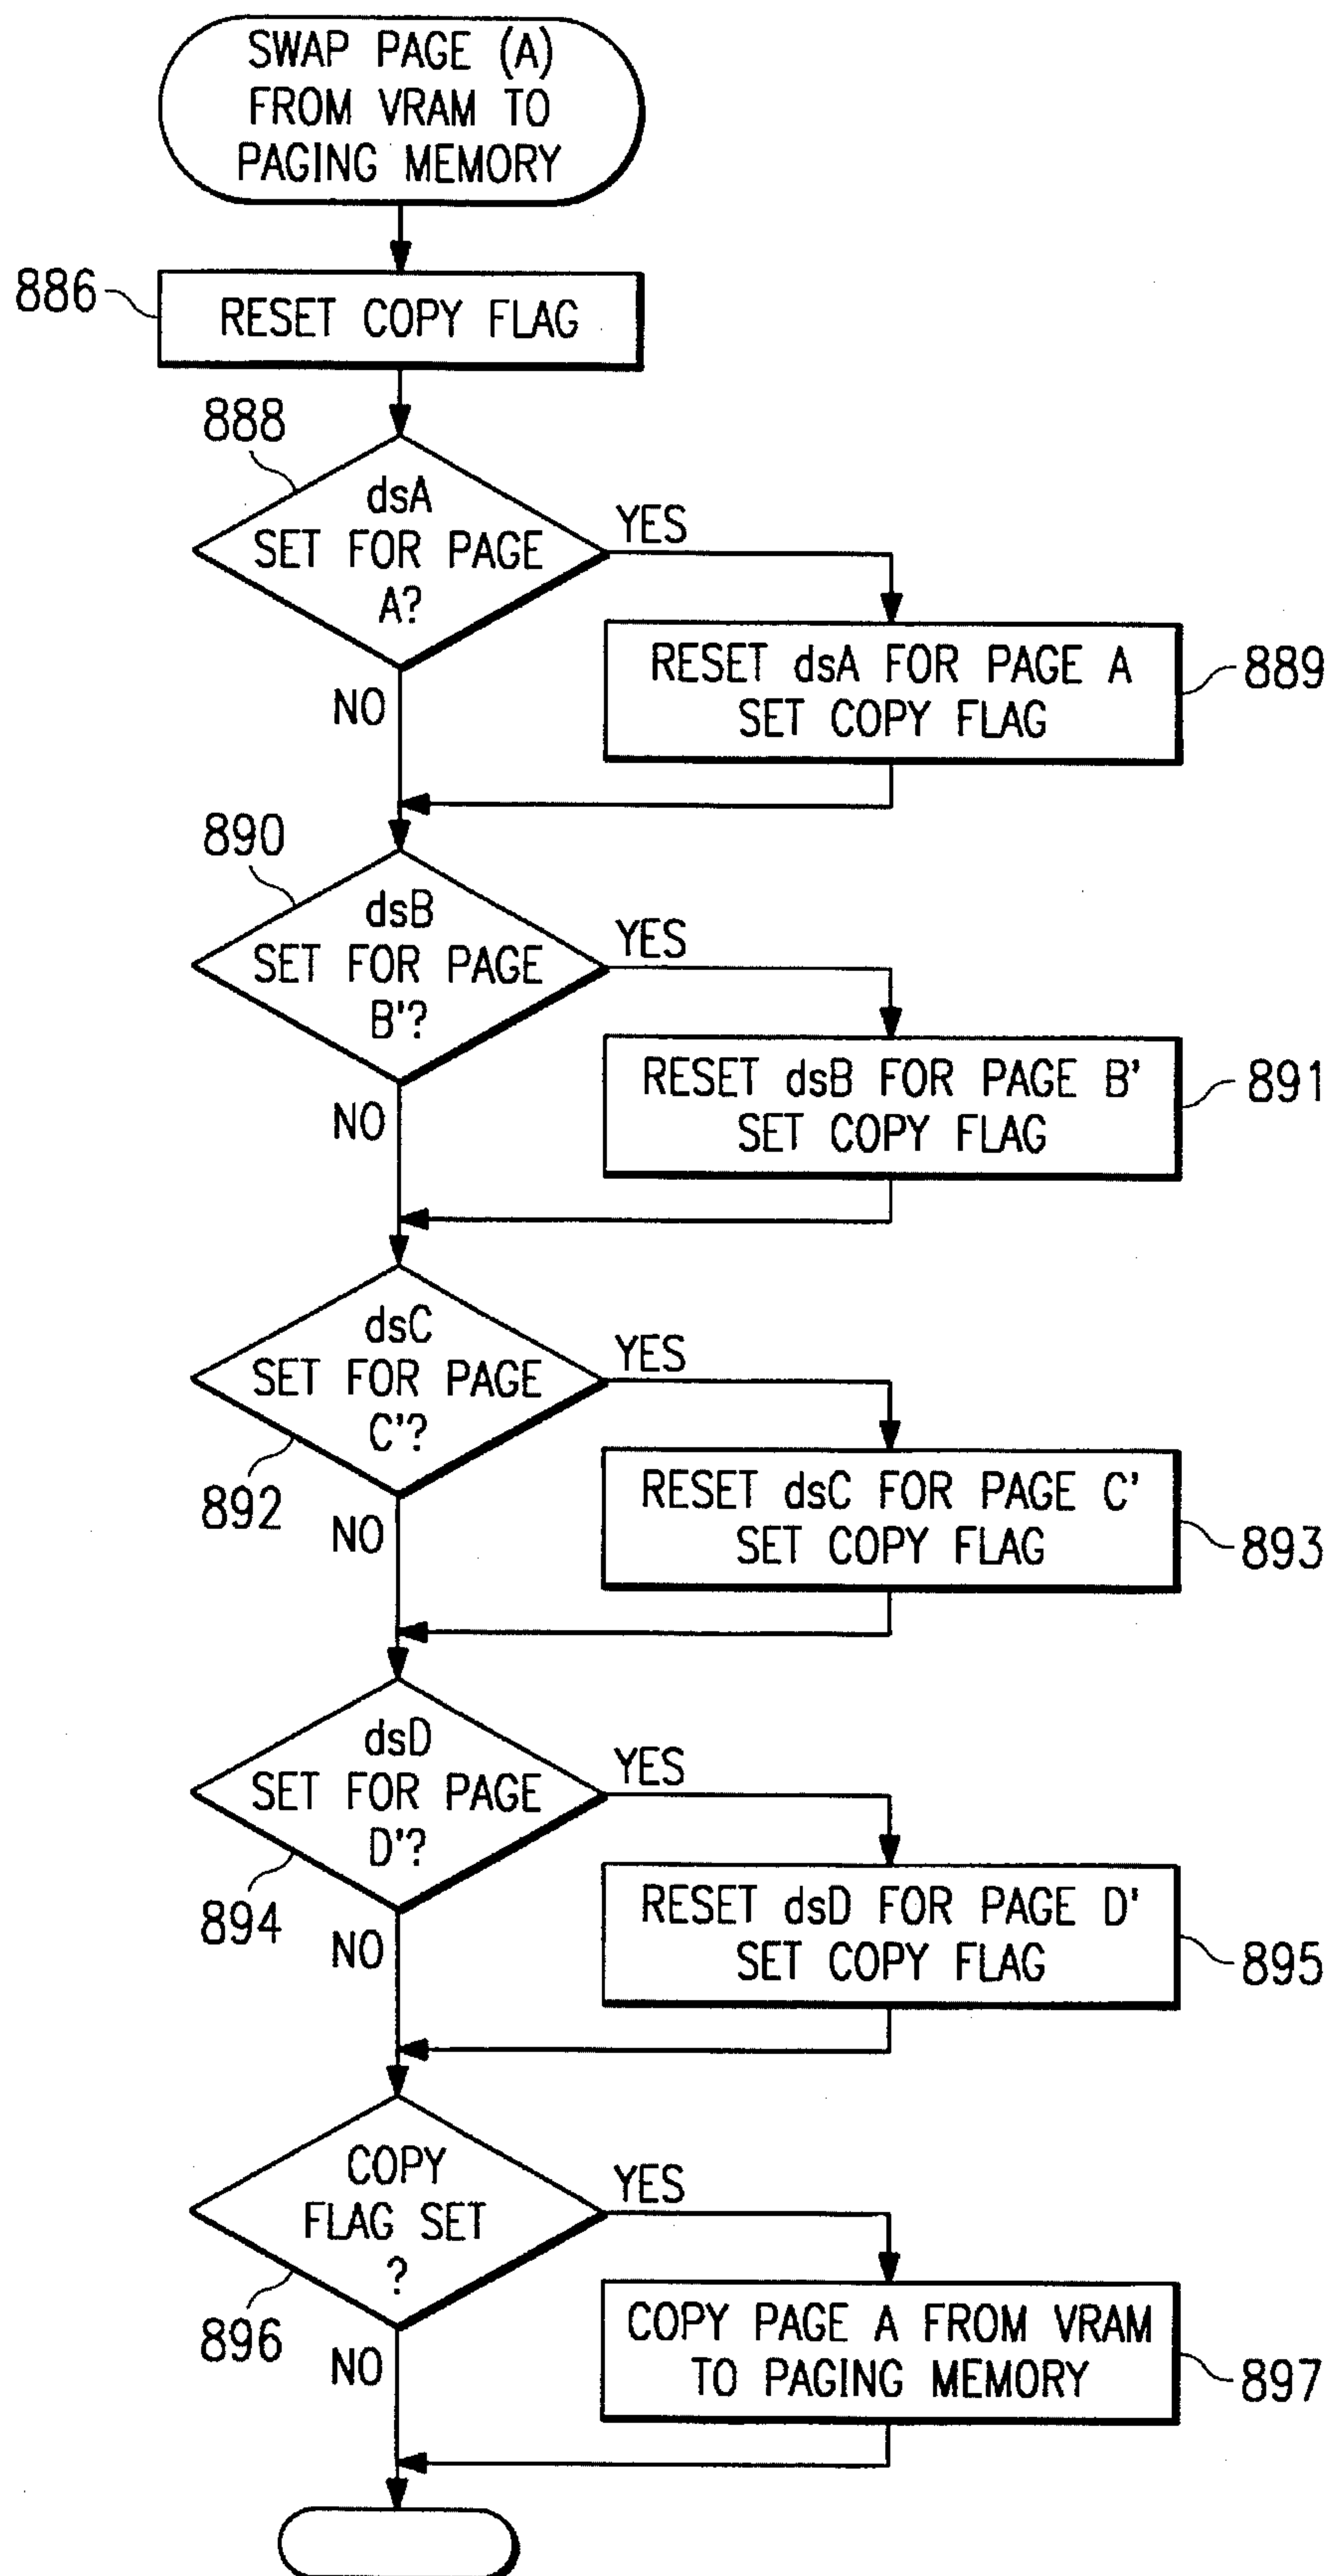 SWAP PAGE (A)
FROM VRAM TO
PAGING MEMORY
886
RESET COPY FLAG
888
dsA
SET FOR PAGE
A?
YES
NO
RESET dsA FOR PAGE A
SET COPY FLAG
889
890
dsB
SET FOR PAGE
B'?
YES
NO
RESET dsB FOR PAGE B'
SET COPY FLAG
891
dsC
SET FOR PAGE
C'?
892
YES
NO
RESET dsC FOR PAGE C'
SET COPY FLAG
893
dsD
SET FOR PAGE
D'?
894
YES
NO
RESET dsD FOR PAGE D'
SET COPY FLAG
895
COPY
FLAG SET
?
896
YES
NO
COPY PAGE A FROM VRAM
TO PAGING MEMORY
897